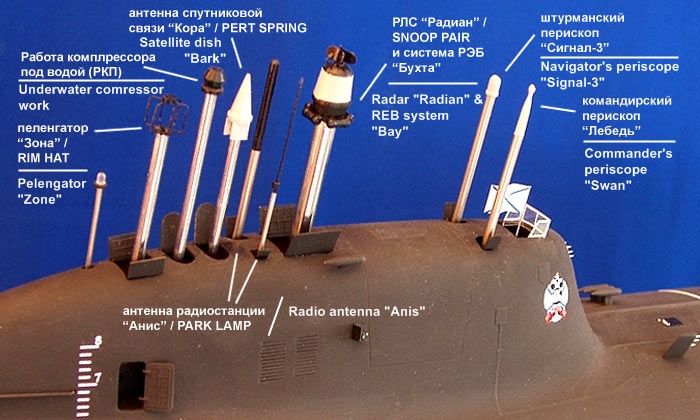 антенна спутниковой
связи “Кора” / PERT SPRING
Satellite dish
"Bark"
Работа комплрессора
под водой (РКП)
Underwater comressor
work
пеленгатор
“Зона” /
RIM HAT
Pelengator
"Zone"
РЛС “Радиан” /
SNOOP PAIR
и система РЭБ
“Бухта”
Radar "Radian" &
REB system
"Bay"
штурманский
перископ
“Сигнал-3”
Navigator's periscope
"Signal-3"
командирский
перископ
“Лебедь”
Commander's
periscope
"Swan"
антенна радиостанции
“Анис” / PARK LAMP
Radio antenna "Anis"
8
7